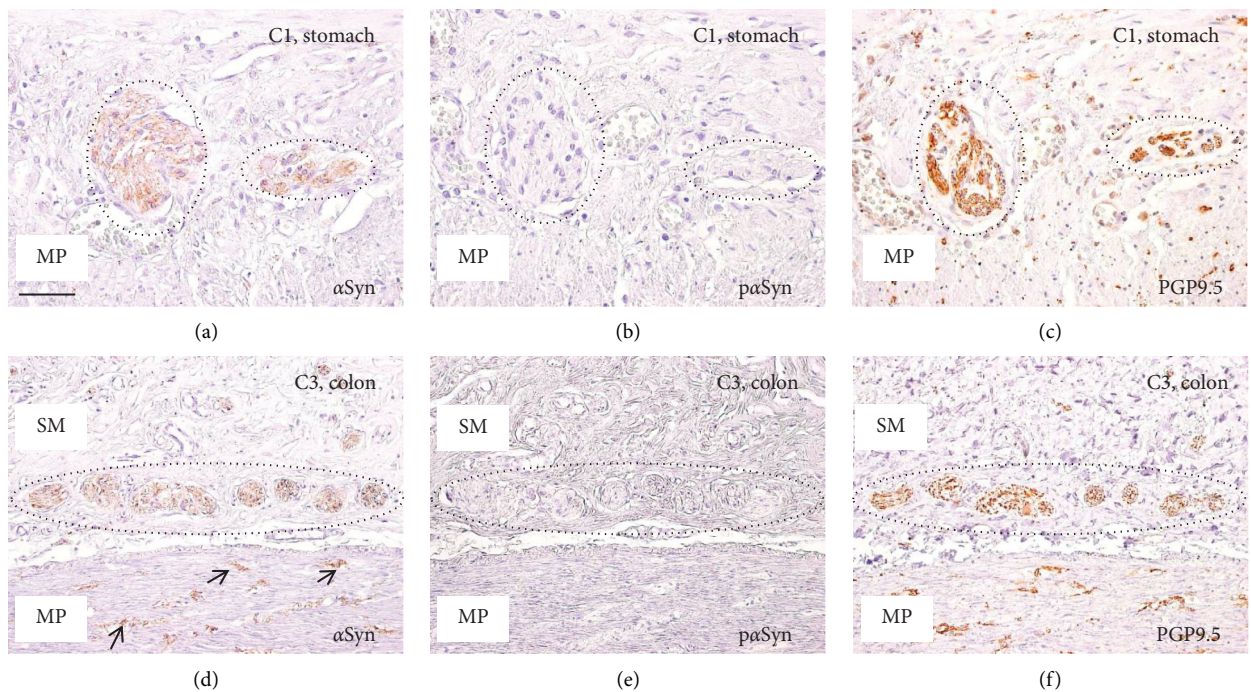 C1, stomach
MP
αSyn
(a)
C1, stomach
MP
pαSyn
(b)
C1, stomach
MP
PGP9.5
(c)
C3, colon
SM
MP
αSyn
(d)
C3, colon
SM
MP
pαSyn
(e)
C3, colon
SM
MP
PGP9.5
(f)